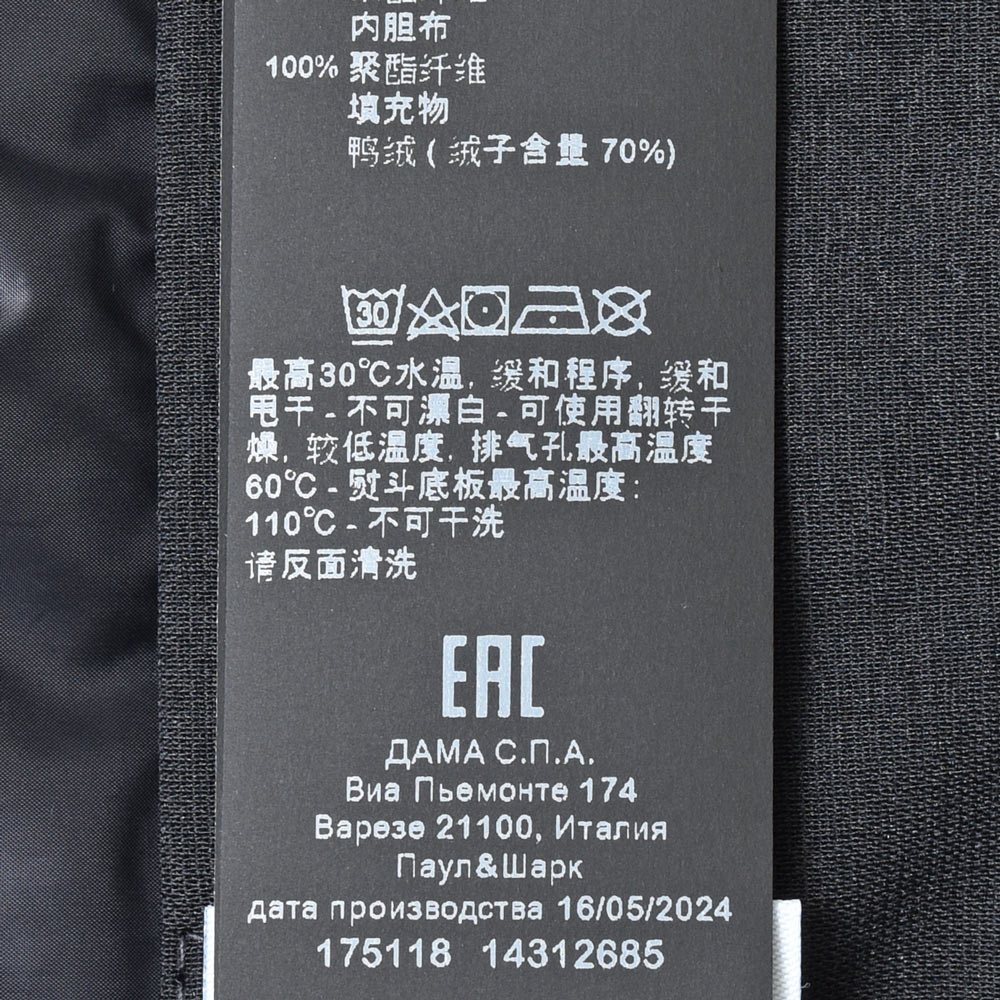 内胆布
100% 聚酯纤维
填充物
鸭绒 ( 绒子含量 70%)
30
最高30°C水温, 缓和程序, 缓和
甩干 - 不可漂白 - 可使用翻转干
燥, 较低温度, 排气孔最高温度
60°C - 熨斗底板最高温度:
110°C - 不可干洗
请反面清洗
EAC
ДАМА С.П.А.
Виа Пьемонте 174
Варезе 21100, Италия
Паул&Шарк
дата производства 16/05/2024
175118 14312685